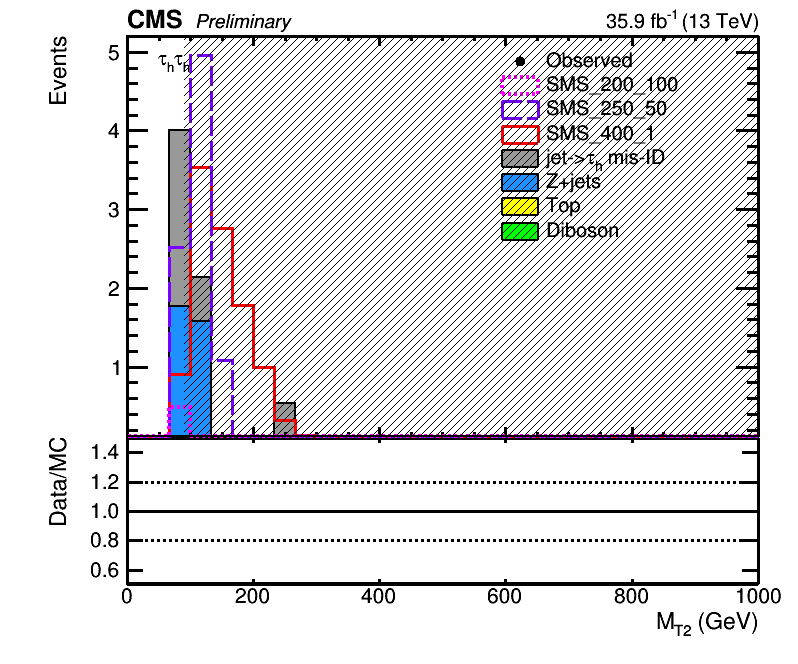 CMS Preliminary 35.9 fb⁻¹ (13 TeV)
Events
5
4
3
2
1
τₕτₕ
Observed
SMS_200_100
SMS_250_50
SMS_400_1
jet->τₕ mis-ID
Z+jets
Top
Diboson
Data/MC
1.4
1.2
1.0
0.8
0.6
0 200 400 600 800 1000
M_T2 (GeV)